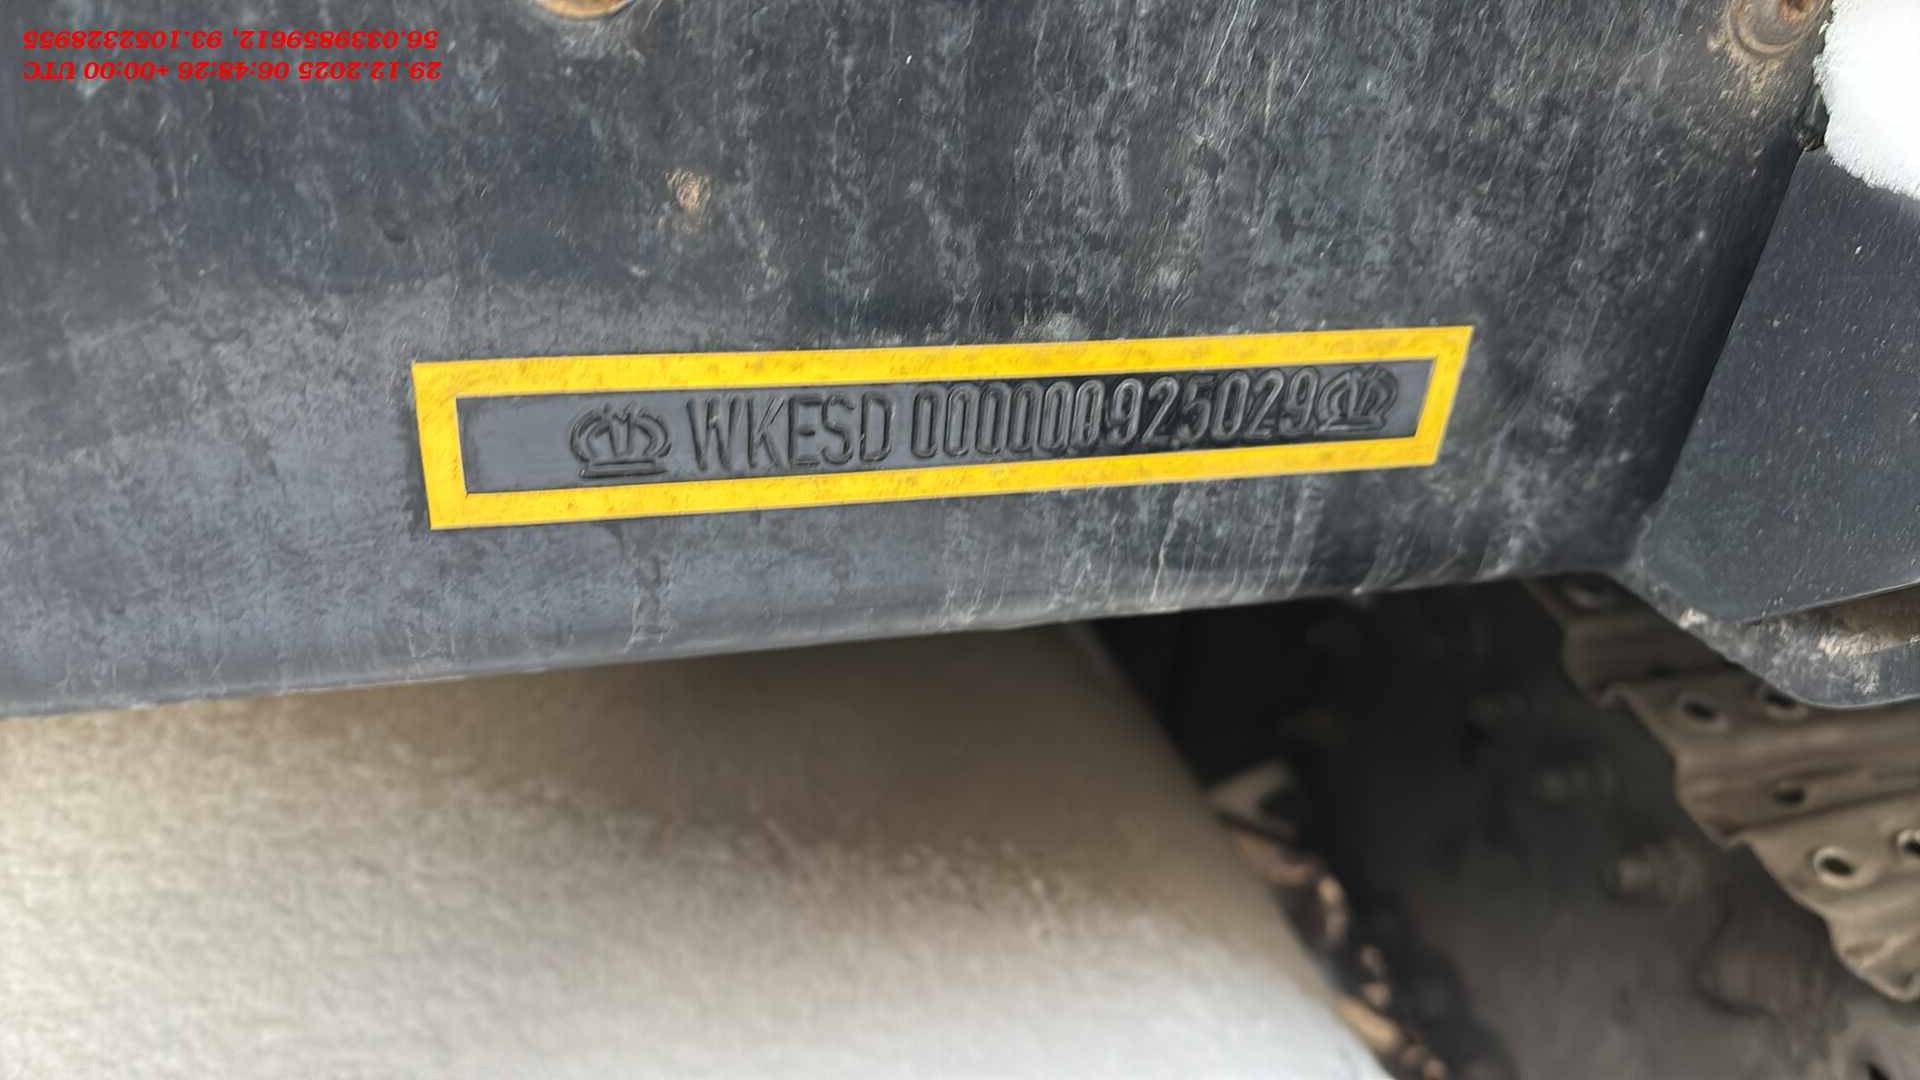 29.12.2025 06:48:26 +00:00 UTC
56.0339859612, 93.1052328955
WKESD 000000925029